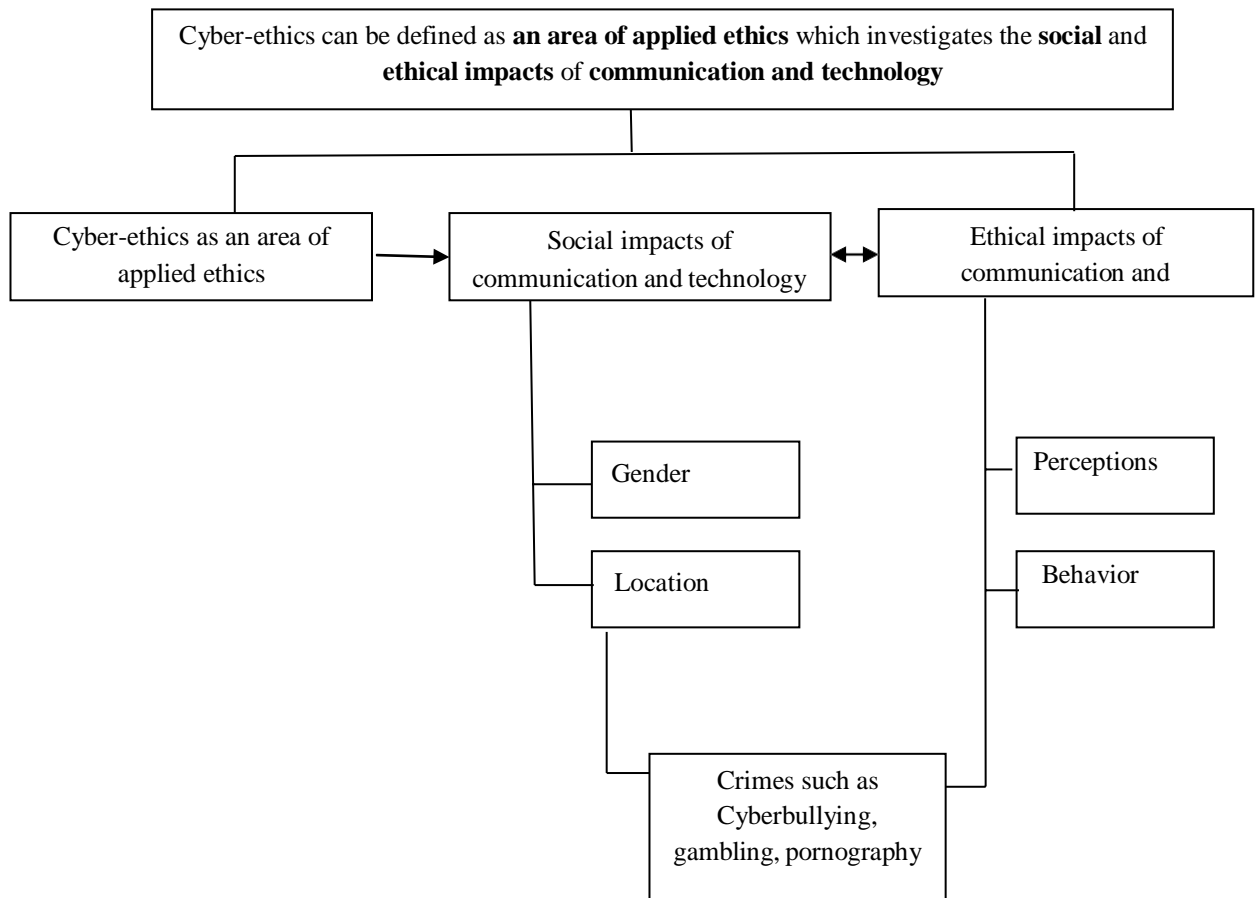 Cyber-ethics can be defined as an area of applied ethics which investigates the social and
ethical impacts of communication and technology
Cyber-ethics as an area of
applied ethics
Social impacts of
communication and technology
Ethical impacts of
communication and
Gender
Perceptions
Location
Behavior
Crimes such as
Cyberbullying,
gambling, pornography